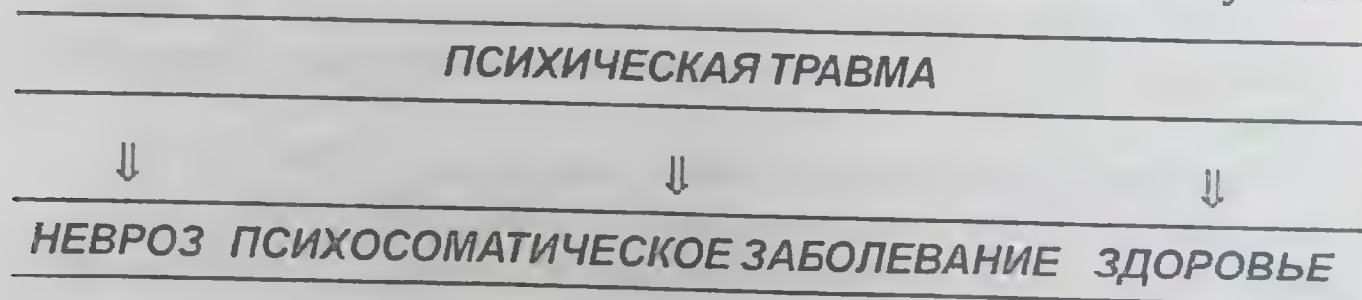 ПСИХИЧЕСКАЯ ТРАВМА
⇓ ⇓ ⇓
НЕВРОЗ ПСИХОСОМАТИЧЕСКОЕ ЗАБОЛЕВАНИЕ ЗДОРОВЬЕ